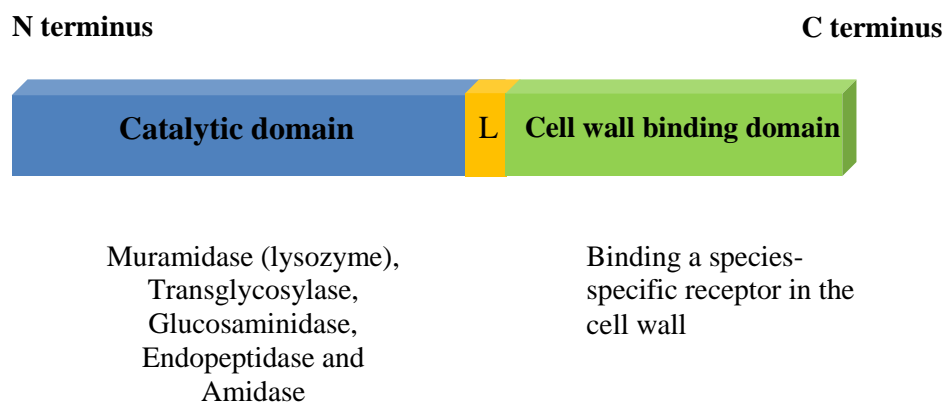 N terminus
C terminus
Catalytic domain
L
Cell wall binding domain
Muramidase (lysozyme),
Transglycosylase,
Glucosaminidase,
Endopeptidase and
Amidase
Binding a species-
specific receptor in the
cell wall